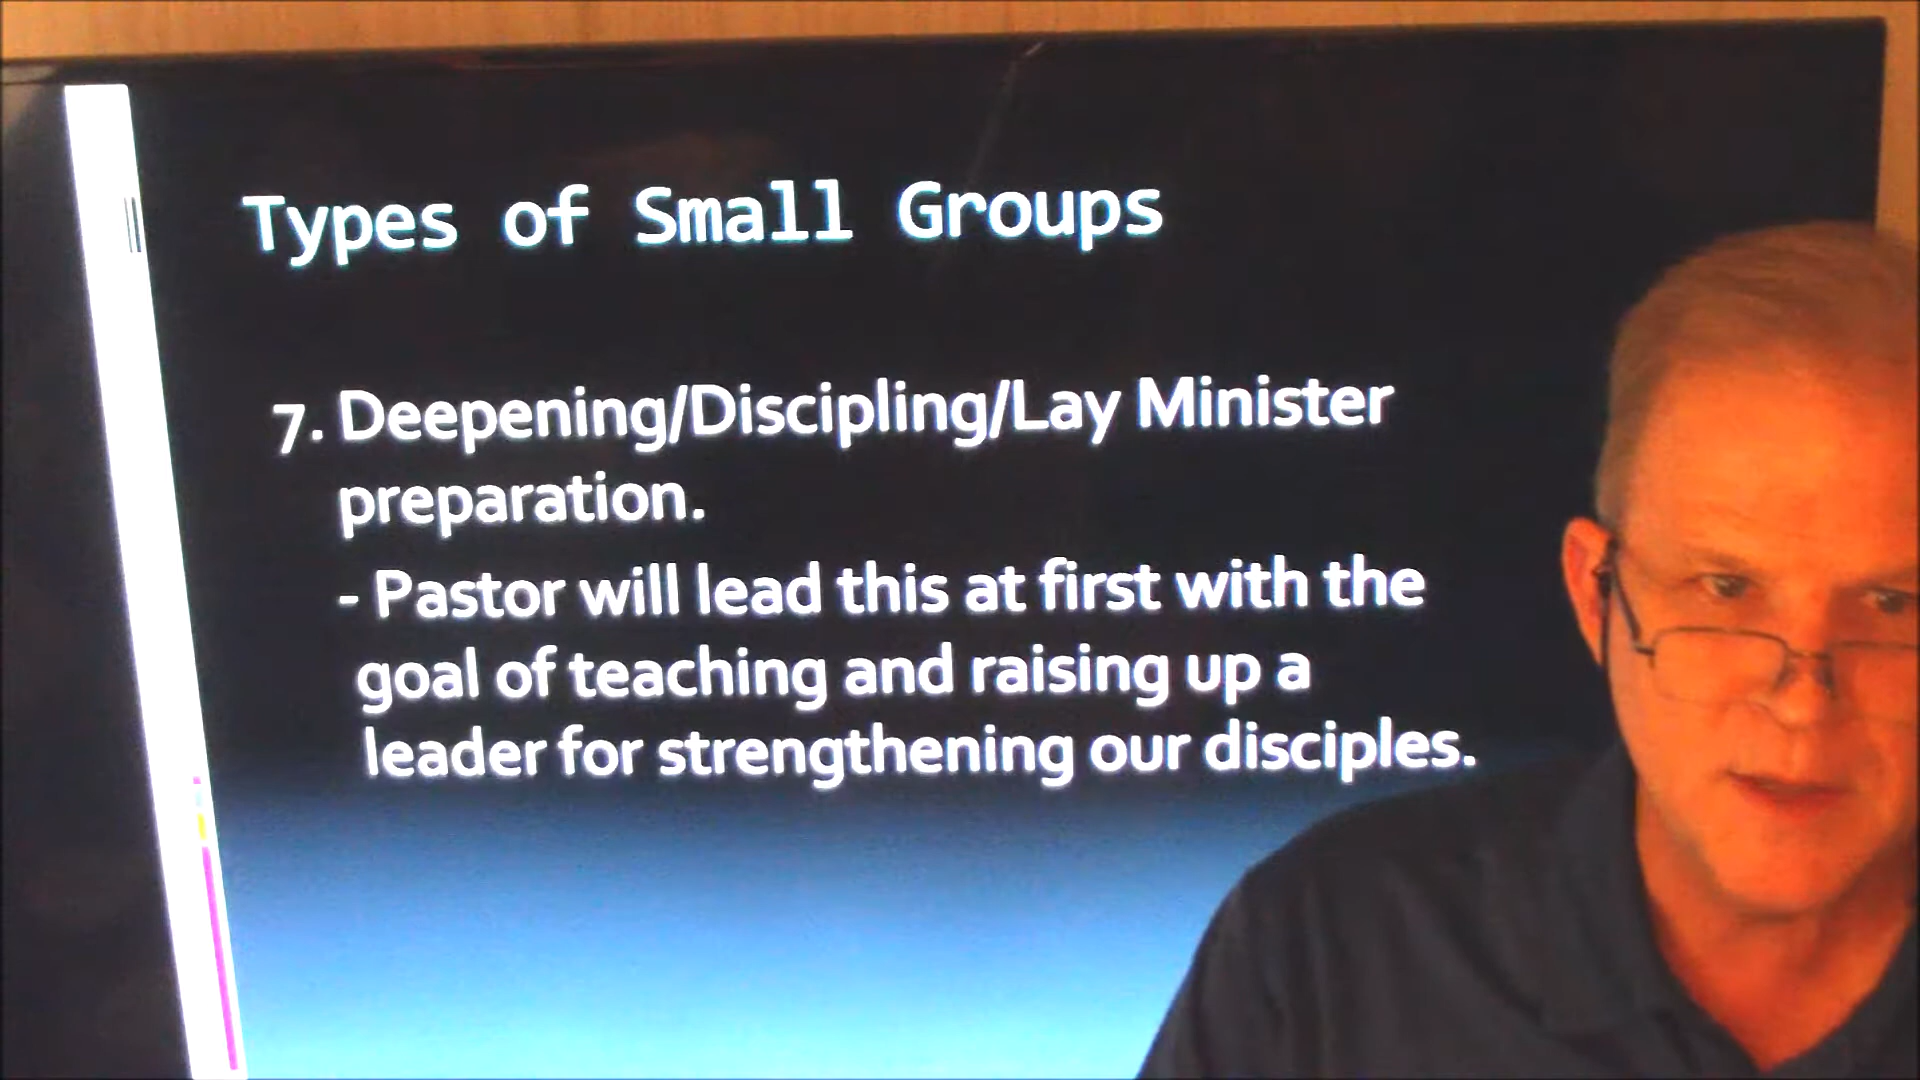 Types of Small Groups
7. Deepening/Discipling/Lay Minister
preparation.
- Pastor will lead this at first with the
goal of teaching and raising up a
leader for strengthening our disciples.